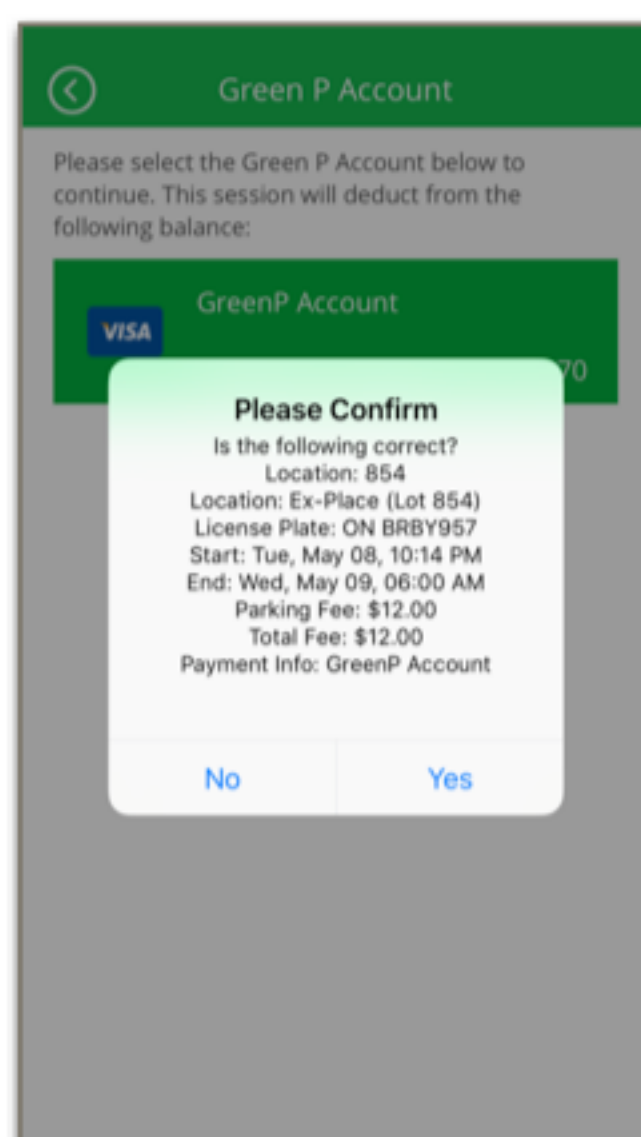 Green P Account
Please select the Green P Account below to
continue. This session will deduct from the
following balance:
GreenP Account
VISA
70
Please Confirm
Is the following correct?
Location: 854
Location: Ex-Place (Lot 854)
License Plate: ON BRBY957
Start: Tue, May 08, 10:14 PM
End: Wed, May 09, 06:00 AM
Parking Fee: $12.00
Total Fee: $12.00
Payment Info: GreenP Account
No Yes